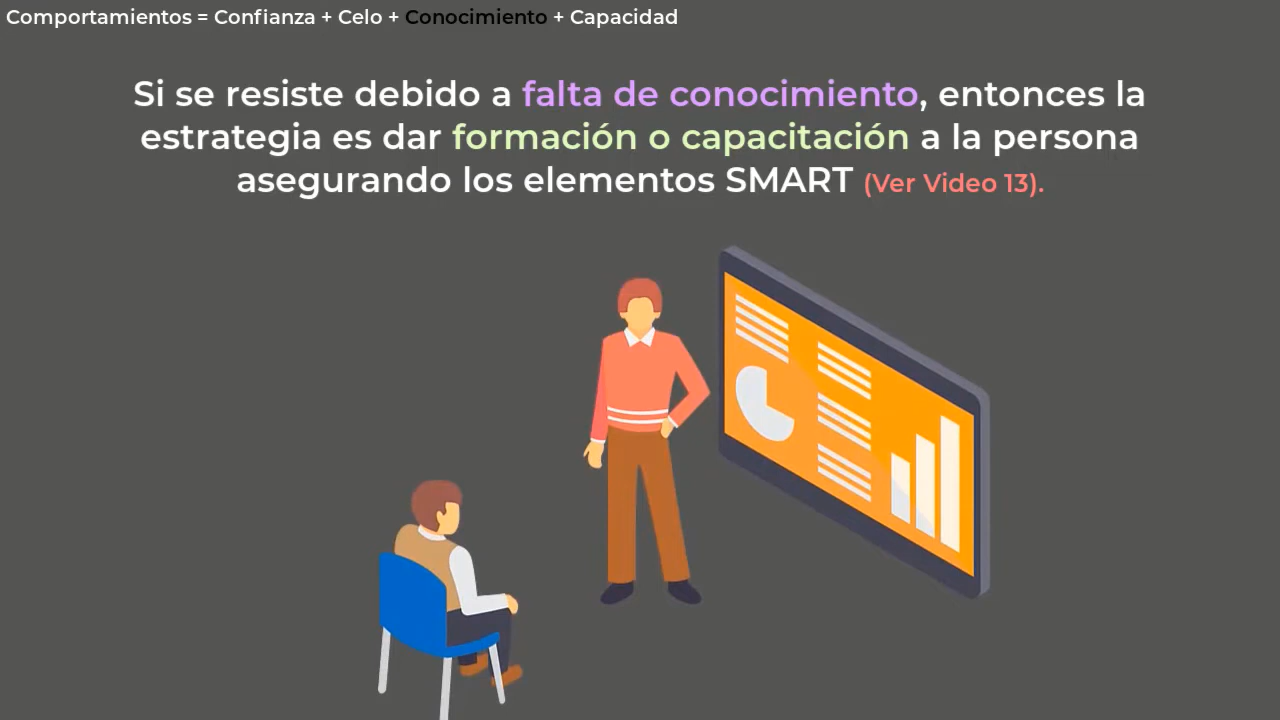 Comportamientos = Confianza + Celo + Conocimiento + Capacidad
Si se resiste debido a falta de conocimiento, entonces la
estrategia es dar formación o capacitación a la persona
asegurando los elementos SMART (Ver Video 13).